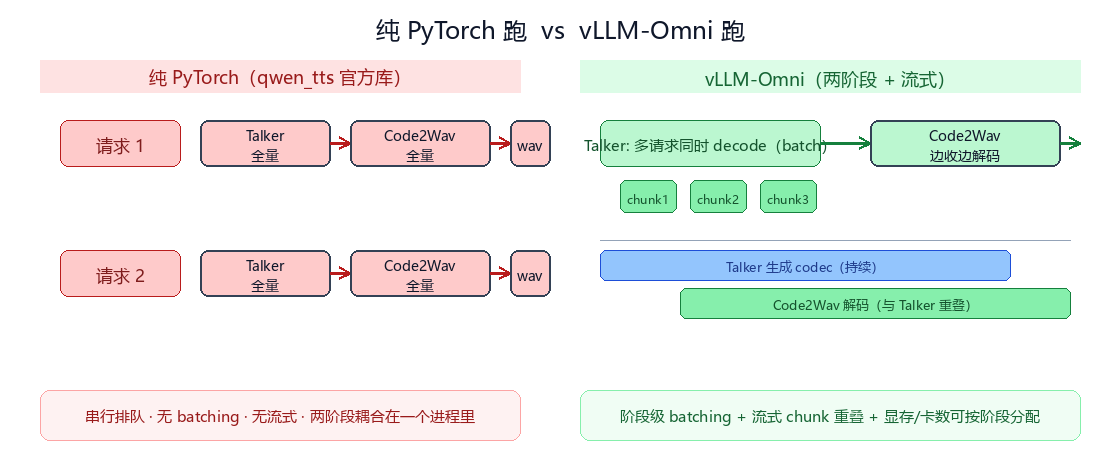 纯 PyTorch 跑 vs vLLM-Omni 跑
纯 PyTorch（qwen_tts 官方库）
请求 1
Talker
全量
Code2Wav
全量
wav
请求 2
Talker
全量
Code2Wav
全量
wav
串行排队 · 无 batching · 无流式 · 两阶段耦合在一个进程里
vLLM-Omni（两阶段 + 流式）
Talker: 多请求同时 decode（batch）
Code2Wav
边收边解码
chunk1
chunk2
chunk3
Talker 生成 codec（持续）
Code2Wav 解码（与 Talker 重叠）
阶段级 batching + 流式 chunk 重叠 + 显存/卡数可按阶段分配